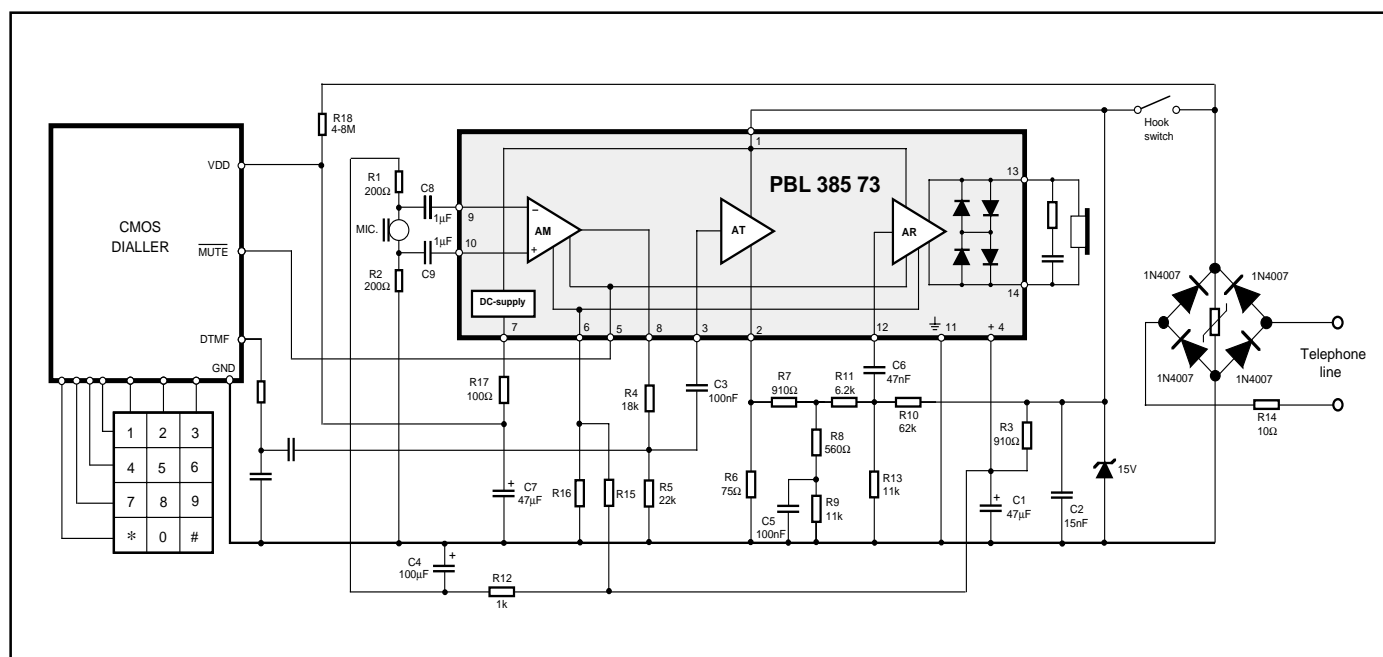 R18
4-8M
Hook
switch
VDD
CMOS
DIALLER
MUTE
DTMF
GND
R1
200Ω
C8
1µF
MIC.
1µF
C9
R2
200Ω
PBL 385 73
1
9
10
13
14
−
+
AM
AT
AR
DC-supply
7
6
5
8
3
2
12
11
+ 4
1N4007
1N4007
1N4007
1N4007
Telephone
line
R14
10Ω
R17
100Ω
R4
18k
C3
100nF
C6
47nF
R7
910Ω
R11
6.2k
R10
62k
R3
910Ω
R8
560Ω
15V
1 2 3
4 5 6
7 8 9
* 0 #
+
C7
47µF
R16
R15
R5
22k
R6
75Ω
C5
100nF
R9
11k
R13
11k
+
C1
47µF
C2
15nF
C4
100µF
+
R12
1k